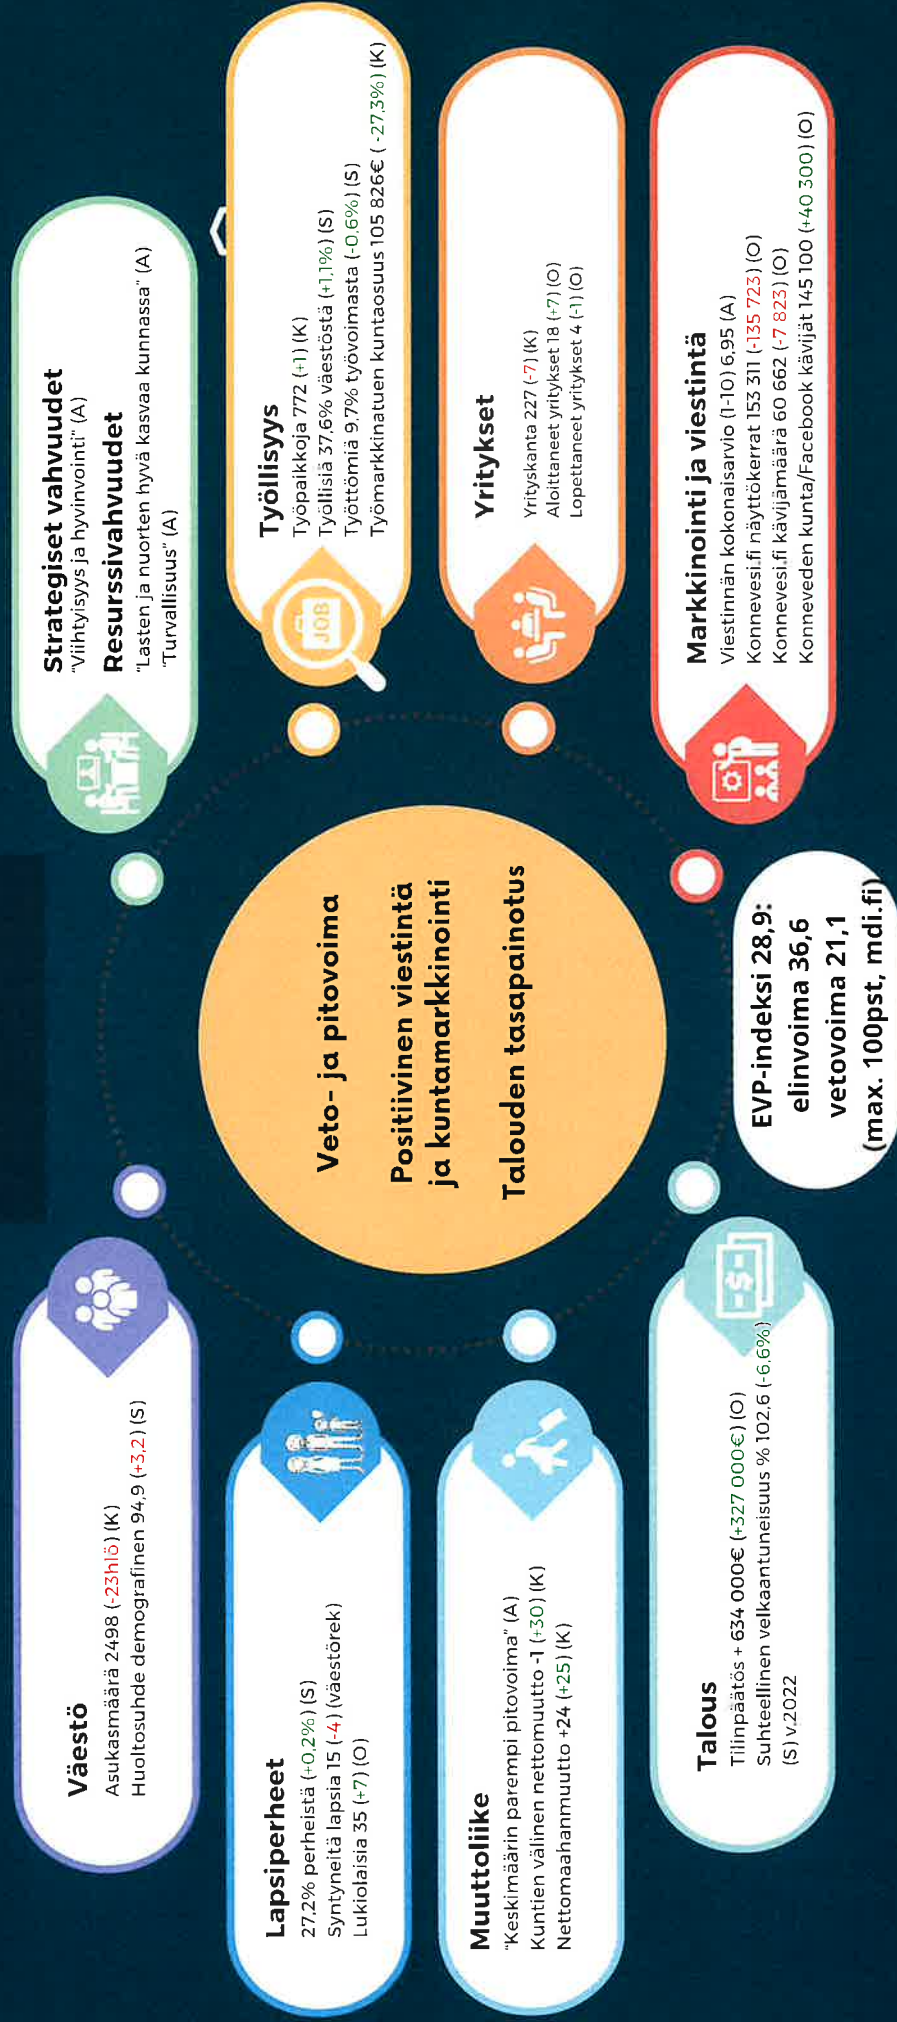 Väestö
Asukasmäärä 2498 (-23hlö) (K)
Huoltosuhde demografinen 94,9 (+3,2) (S)
Lapsiperheet
27,2% perheistä (+0,2%) (S)
Syntyneitä lapsia 15 (-4) (väestörek)
Lukiolaisia 35 (+7) (O)
Muuttoliike
"Keskimäärin parempi pitovoima" (A)
Kuntien välinen nettomuutto -1 (+30) (K)
Nettomaahanmuutto +24 (+25) (K)
Talous
Tilinpäätös + 634 000€ (+327 000€) (O)
Suhteellinen velkaantuneisuus % 102,6 (-6,6%)
(S) v.2022
Veto- ja pitovoima
Positiivinen viestintä
ja kuntamarkkinointi
Talouden tasapainotus
EVP-indeksi 28,9:
elinvoima 36,6
vetovoima 21,1
(max. 100pst, mdi.fi)
Strategiset vahvuudet
"Viihtyisyys ja hyvinvointi" (A)
Resurssivahvuudet
"Lasten ja nuorten hyvä kasvaa kunnassa" (A)
"Turvallisuus" (A)
JOB
Työllisyys
Työpaikkoja 772 (+1) (K)
Työllisiä 37,6% väestöstä (+1,1%) (S)
Työttömiä 9,7% työvoimasta (-0,6%) (S)
Työmarkkinatuen kuntaosuus 105 826€ ( -27,3%) (K)
Yritykset
Yrityskanta 227 (-7) (K)
Aloittaneet yritykset 18 (+7) (O)
Lopettaneet yritykset 4 (-1) (O)
Markkinointi ja viestintä
Viestinnän kokonaisarvio (1-10) 6,95 (A)
Konnevesi.fi näyttökerrat 153 311 (-135 723) (O)
Konnevesi.fi kävijämäärä 60 662 (-7 823) (O)
Konneveden kunta/Facebook kävijät 145 100 (+40 300) (O)